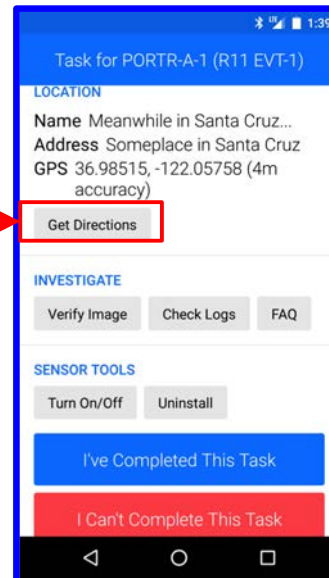 1:39
Task for PORTR-A-1 (R11 EVT-1)
LOCATION
Name Meanwhile in Santa Cruz...
Address Someplace in Santa Cruz
GPS 36.98515, -122.05758 (4m
accuracy)
Get Directions
INVESTIGATE
Verify Image Check Logs FAQ
SENSOR TOOLS
Turn On/Off Uninstall
I've Completed This Task
I Can't Complete This Task